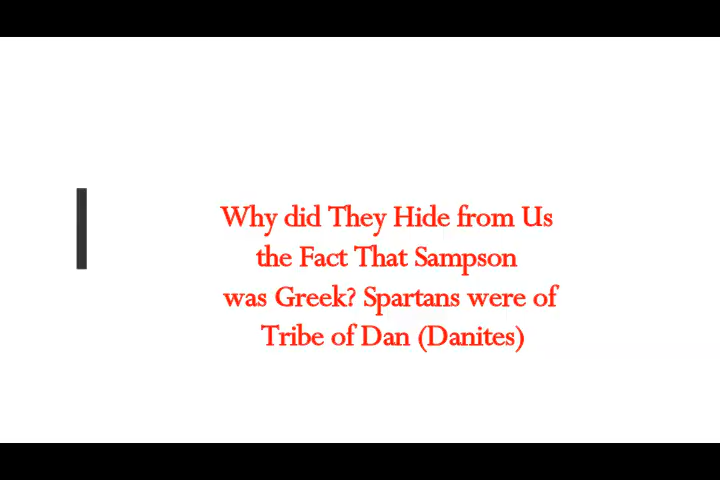 Why did They Hide from Us
the Fact That Sampson
was Greek? Spartans were of
Tribe of Dan (Danites)